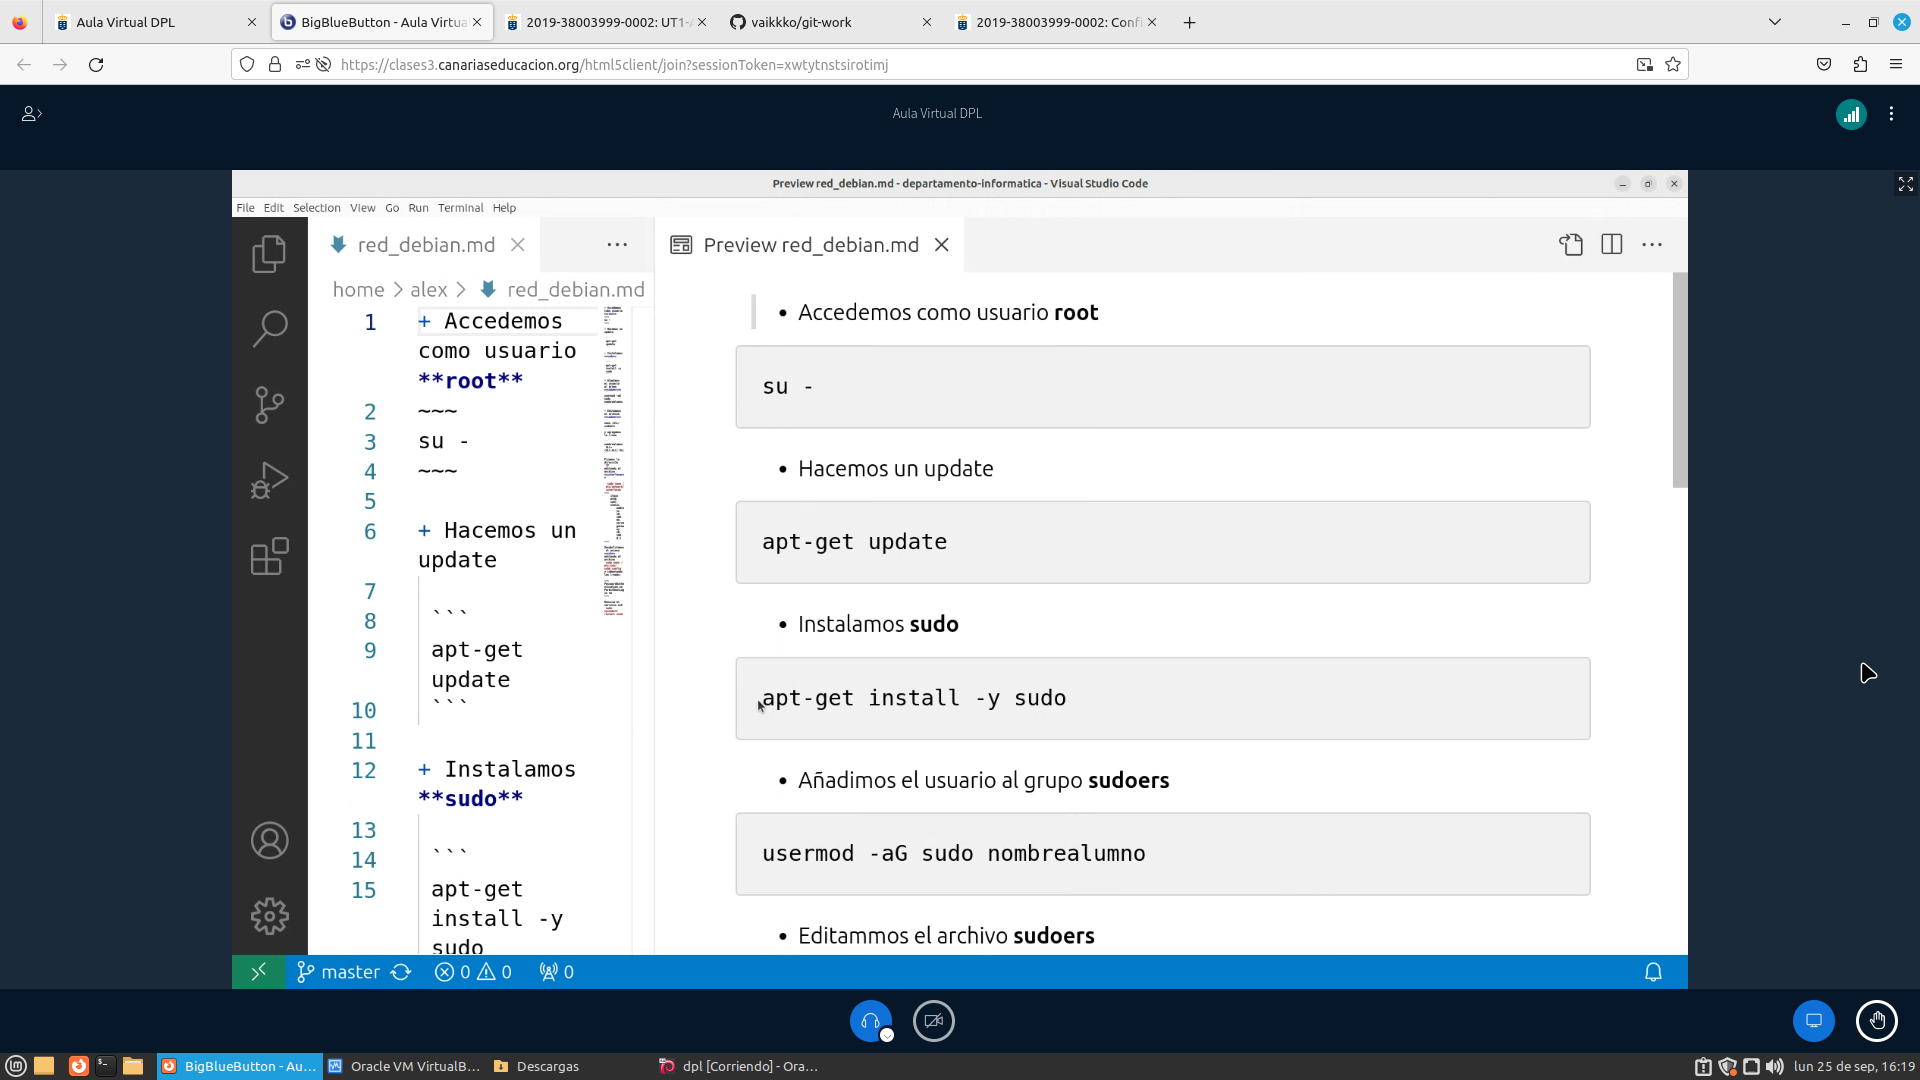 Aula Virtual DPL
BigBlueButton - Aula Virtua
2019-38003999-0002: UT1-
vaikkko/git-work
2019-38003999-0002: Confi
https://clases3.canariaseducacion.org/html5client/join?sessionToken=xwtytnstsirotimj
Aula Virtual DPL
Preview red_debian.md - departamento-informatica - Visual Studio Code
File Edit Selection View Go Run Terminal Help
red_debian.md
Preview red_debian.md
home > alex > red_debian.md
1 + Accedemos
como usuario
**root**
2 ~~~
3 su -
4 ~~~
5
6 + Hacemos un
update
7
8 ```
9 apt-get
update
10 ```
11
12 + Instalamos
**sudo**
13
14 ```
15 apt-get
install -y
sudo
• Accedemos como usuario root
su -
• Hacemos un update
apt-get update
• Instalamos sudo
apt-get install -y sudo
• Añadimos el usuario al grupo sudoers
usermod -aG sudo nombrealumno
• Editammos el archivo sudoers
master 0 0 0
BigBlueButton - Au...
Oracle VM VirtualB...
Descargas
dpl [Corriendo] - Ora...
lun 25 de sep, 16:19